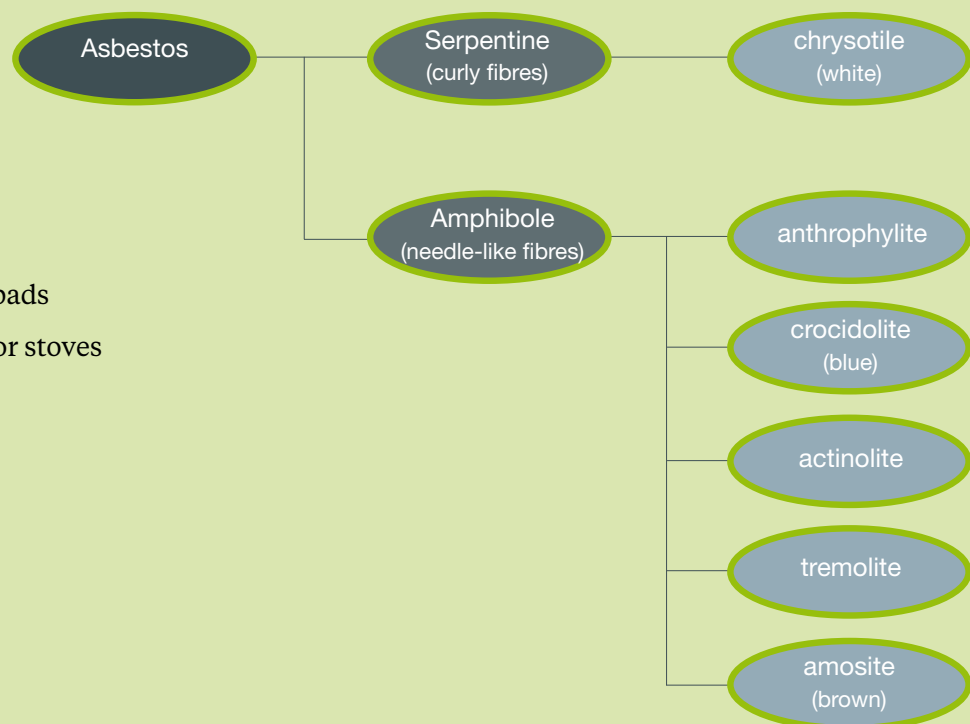 Asbestos
Serpentine
(curly fibres)
chrysotile
(white)
Amphibole
(needle-like fibres)
anthrophylite
pads
or stoves
crocidolite
(blue)
actinolite
tremolite
amosite
(brown)